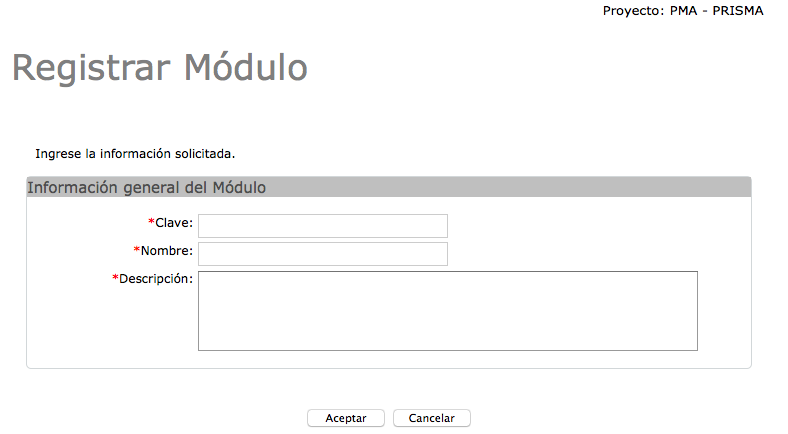 Proyecto: PMA - PRISMA
Registrar Módulo
Ingrese la información solicitada.
Información general del Módulo
*Clave:
*Nombre:
*Descripción:
Aceptar Cancelar